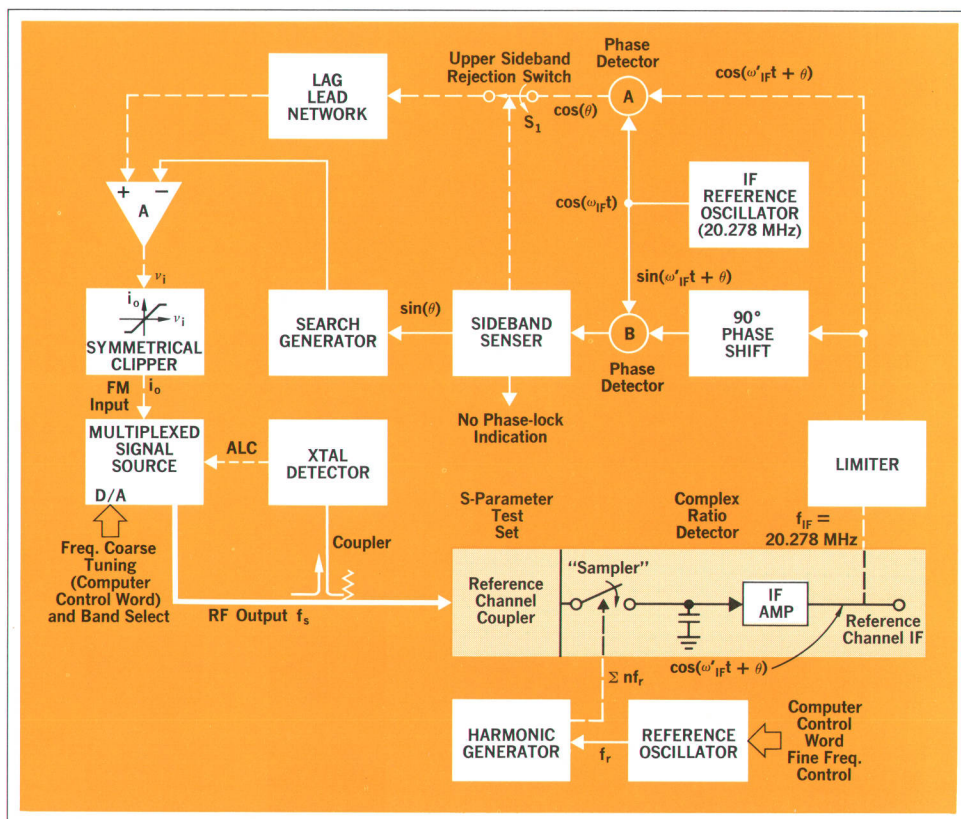 Phase
Detector
Upper Sideband
Rejection Switch
cos(ω'IFt + θ)
LAG
LEAD
NETWORK
A
cos(θ)
S1
+
−
A
cos(ωIFt)
IF
REFERENCE
OSCILLATOR
(20.278 MHz)
νi
sin(ω'IFt + θ)
io
νi
SYMMETRICAL
CLIPPER
SEARCH
GENERATOR
sin(θ)
SIDEBAND
SENSER
B
90°
PHASE
SHIFT
FM
Input
io
Phase
Detector
No Phase-lock
Indication
MULTIPLEXED
SIGNAL
SOURCE
D/A
ALC
XTAL
DETECTOR
LIMITER
S-Parameter
Test
Set
Complex
Ratio
Detector
fIF =
20.278 MHz
Freq. Coarse
Tuning
(Computer
Control Word)
and Band Select
Coupler
RF Output fs
Reference
Channel
Coupler
"Sampler"
IF
AMP
Reference
Channel IF
cos(ω'IFt + θ)
Σ nfr
HARMONIC
GENERATOR
fr
REFERENCE
OSCILLATOR
Computer
Control
Word
Fine Freq.
Control